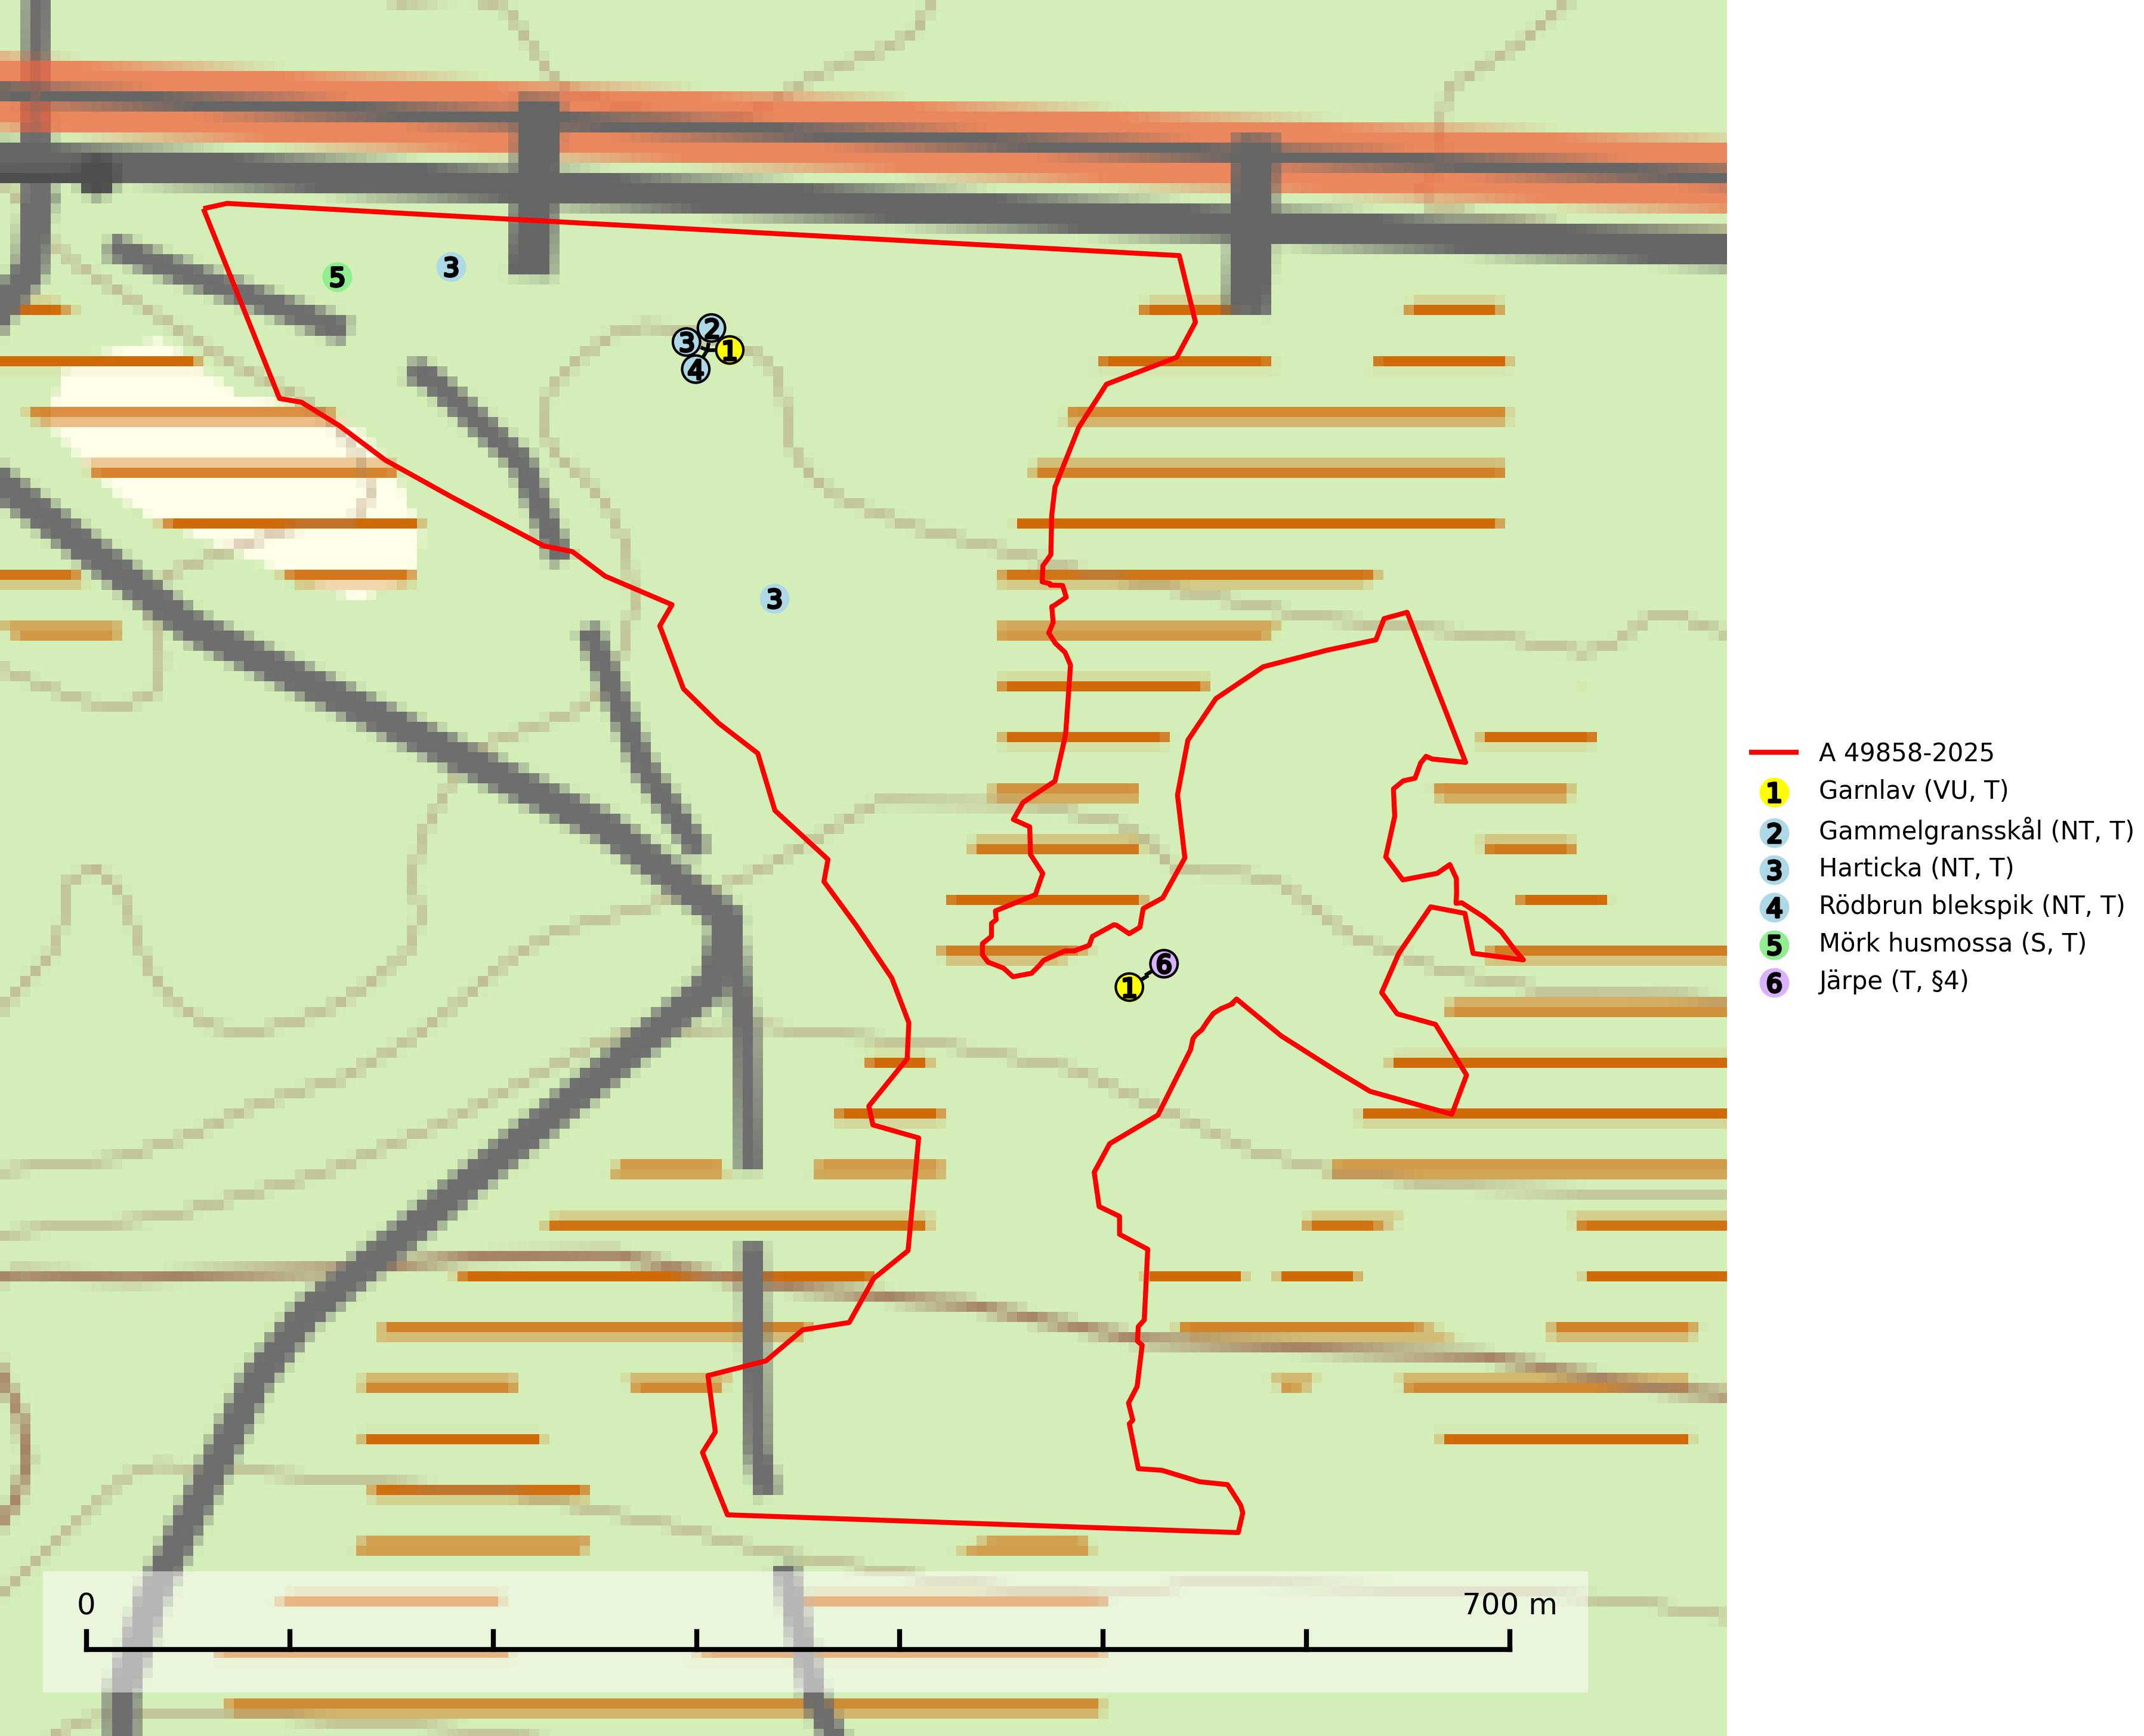 5
3
2
3
1
4
3
6
1
A 49858-2025
1 Garnlav (VU, T)
2 Gammelgransskål (NT, T)
3 Harticka (NT, T)
4 Rödbrun blekspik (NT, T)
5 Mörk husmossa (S, T)
6 Järpe (T, §4)
0 700 m